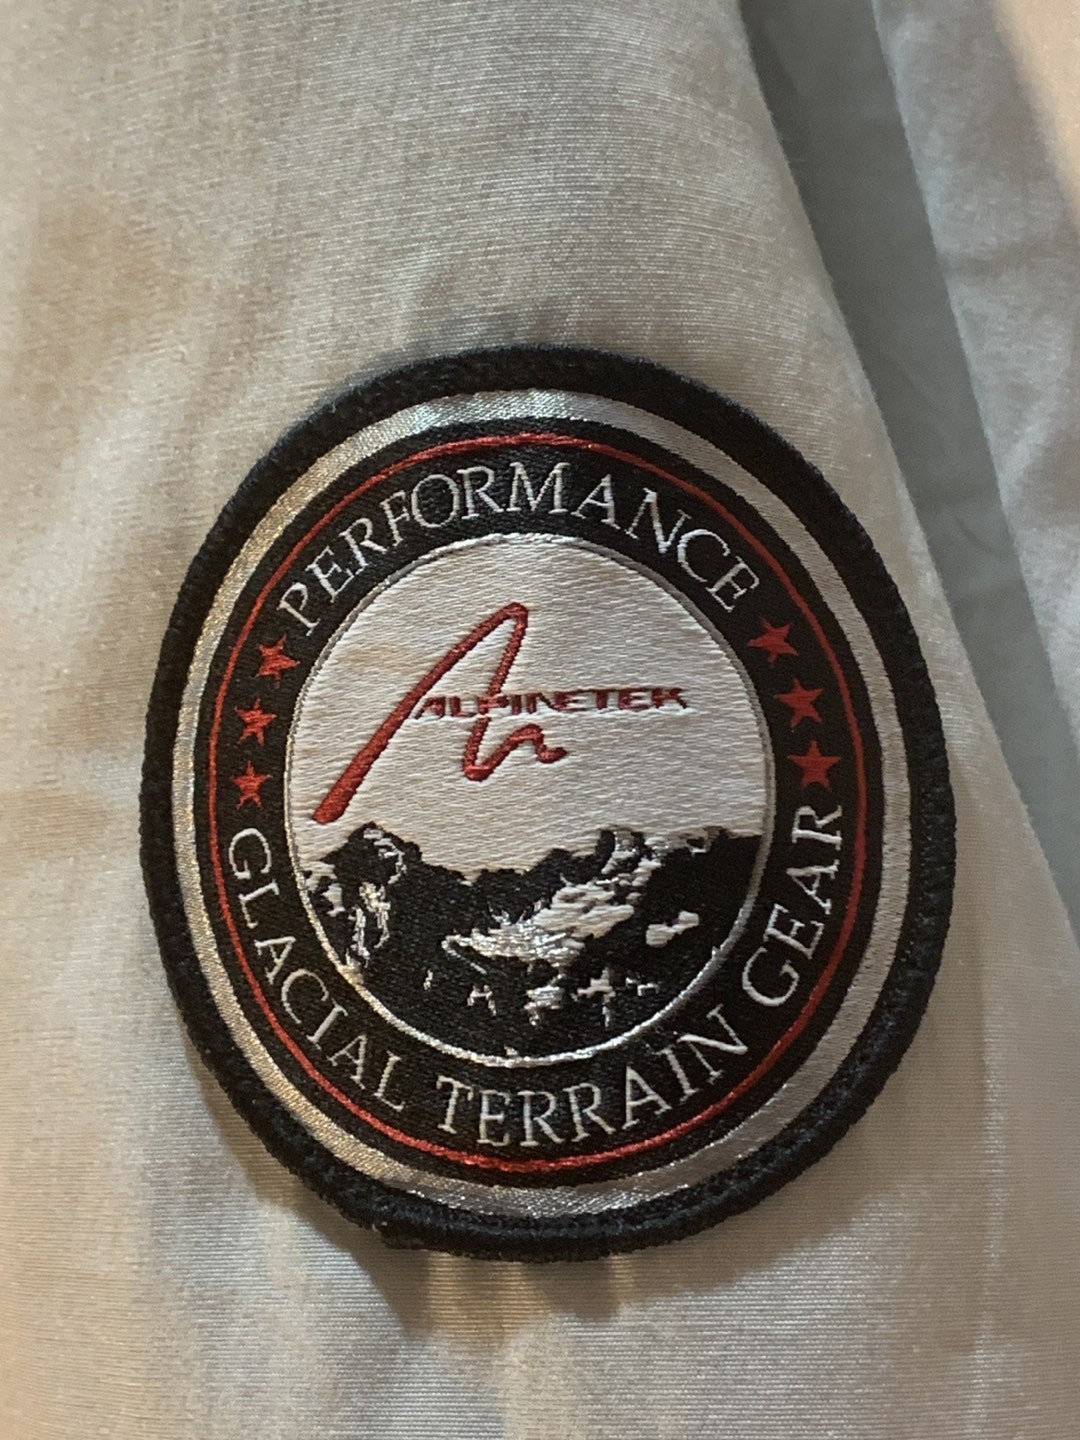 PERFORMANCE
ALPINETEK
GLACIAL TERRAIN GEAR